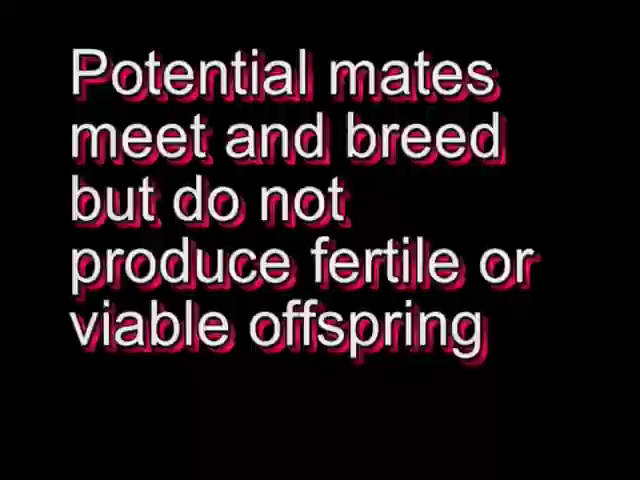 Potential mates
meet and breed
but do not
produce fertile or
viable offspring